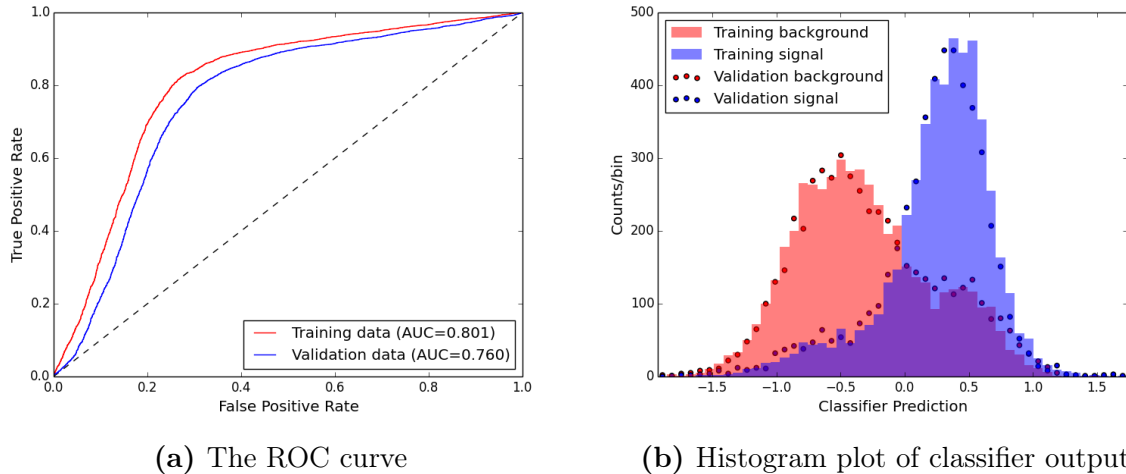 1.0
0.8
0.6
0.4
0.2
0.0
0.0 0.2 0.4 0.6 0.8 1.0
True Positive Rate
False Positive Rate
Training data (AUC=0.801)
Validation data (AUC=0.760)
(a) The ROC curve
500
400
300
200
100
0
−1.5 −1.0 −0.5 0.0 0.5 1.0 1.5
Counts/bin
Classifier Prediction
Training background
Training signal
Validation background
Validation signal
(b) Histogram plot of classifier output